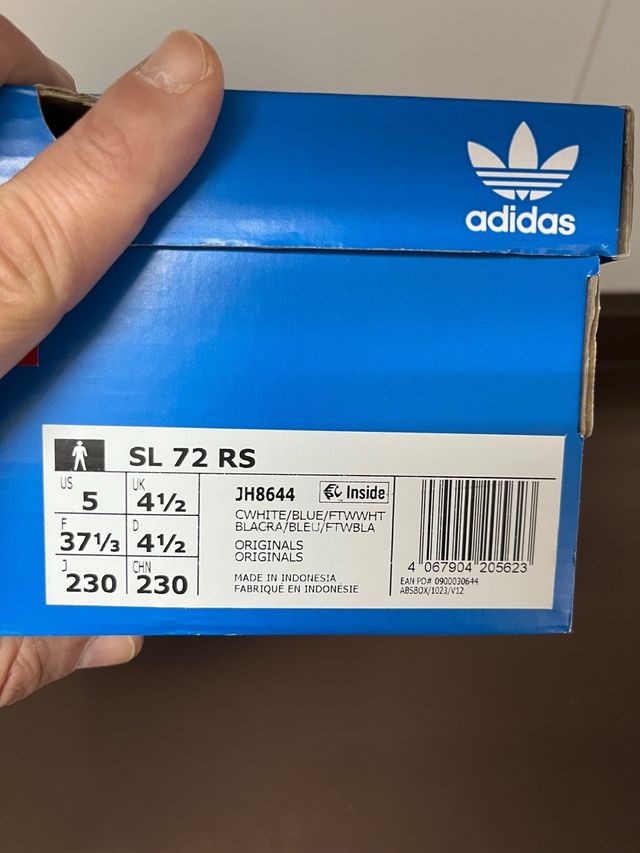 adidas
SL 72 RS
US 5
UK 4½
F 37⅓
D 4½
J 230
CHN 230
JH8644
Inside
CWHITE/BLUE/FTWWHT
BLACRA/BLEU/FTWBLA
ORIGINALS
ORIGINALS
MADE IN INDONESIA
FABRIQUÉ EN INDONÉSIE
4 067904 205623
EAN PO# 0900030644
ABSBOX/1023/V12